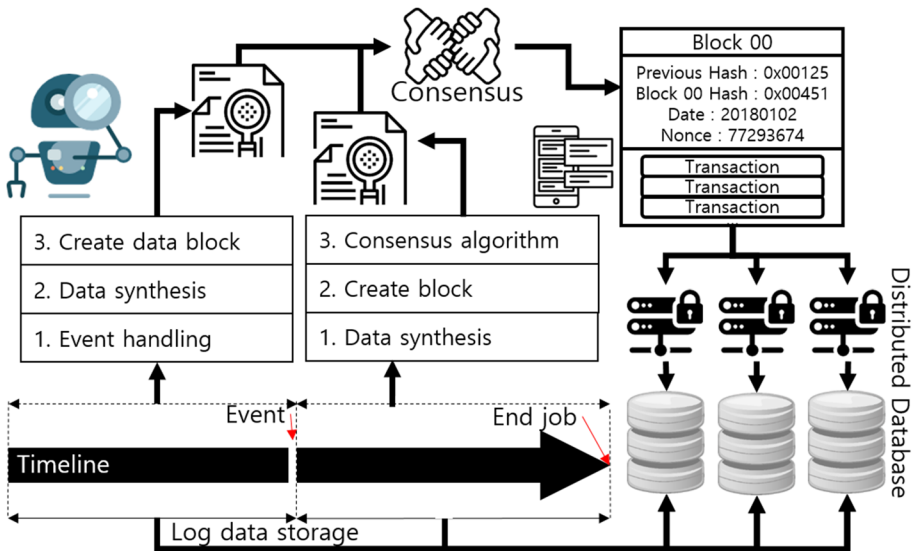 Consensus
Block 00
Previous Hash : 0x00125
Block 00 Hash : 0x00451
Date : 20180102
Nonce : 77293674
Transaction
Transaction
Transaction
...
3. Create data block
2. Data synthesis
1. Event handling
3. Consensus algorithm
2. Create block
1. Data synthesis
Distributed Database
Event
End job
Timeline
Log data storage